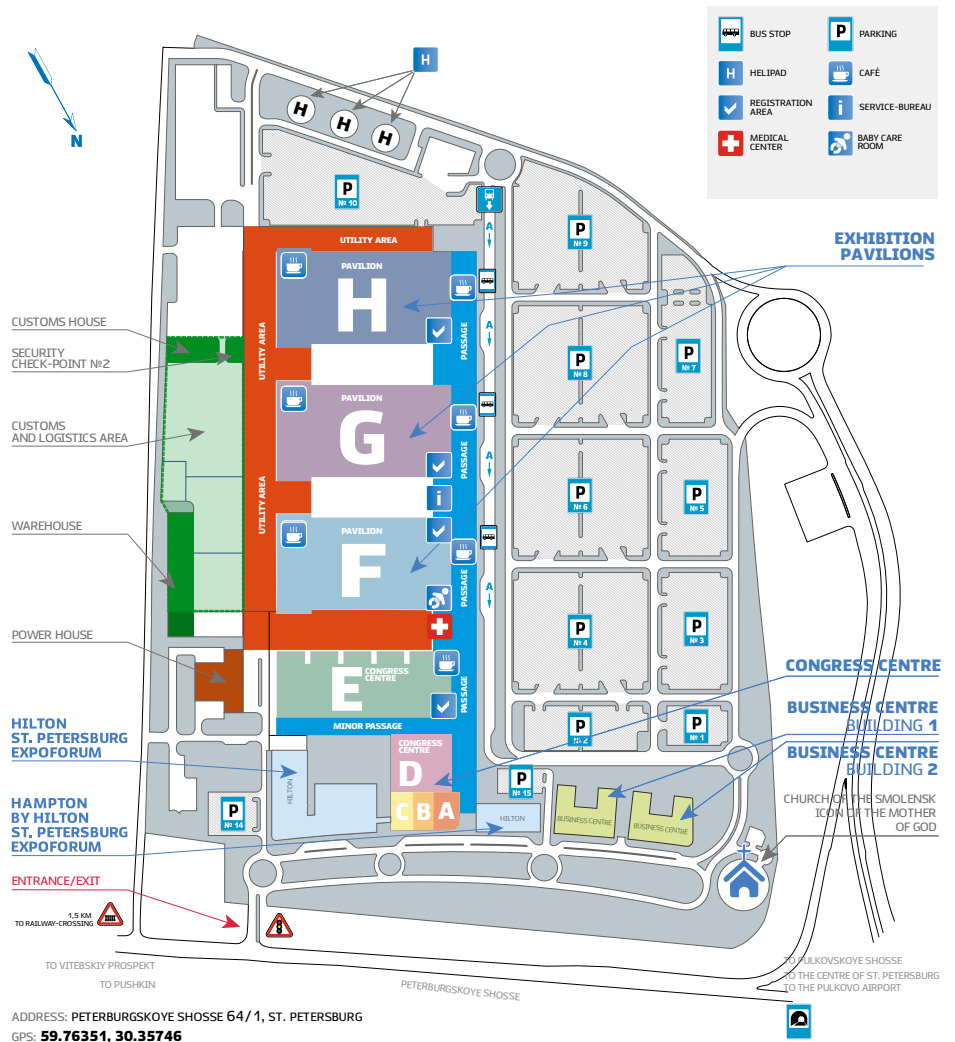 BUS STOP
PARKING
HELIPAD
CAFÉ
REGISTRATION
AREA
SERVICE-BUREAU
MEDICAL
CENTER
BABY CARE
ROOM
P
H
i
N
H
H
H
H
P
№ 10
A
P
№ 9
UTILITY AREA
PAVILION
H
EXHIBITION
PAVILIONS
CUSTOMS HOUSE
SECURITY
CHECK-POINT №2
UTILITY AREA
PASSAGE
A
P
№ 8
P
№ 7
PAVILION
G
CUSTOMS
AND LOGISTICS AREA
PASSAGE
A
UTILITY AREA
i
P
№ 6
P
№ 5
WAREHOUSE
PAVILION
F
PASSAGE
A
P
№ 4
P
№ 3
POWER HOUSE
E
CONGRESS
CENTRE
PASSAGE
CONGRESS CENTRE
MINOR PASSAGE
P
№ 2
P
№ 1
BUSINESS CENTRE
BUILDING 1
HILTON
ST. PETERSBURG
EXPOFORUM
CONGRESS
CENTRE
D
BUSINESS CENTRE
BUILDING 2
HILTON
P
№ 15
HAMPTON
BY HILTON
ST. PETERSBURG
EXPOFORUM
P
№ 14
C B A
HILTON
BUSINESS CENTRE
BUSINESS CENTRE
CHURCH OF THE SMOLENSK
ICON OF THE MOTHER
OF GOD
ENTRANCE/EXIT
1,5 KM
TO RAILWAY-CROSSING
TO VITEBSKIY PROSPEKT
TO PUSHKIN
PETERBURGSKOYE SHOSSE
TO PULKOVSKOYE SHOSSE
TO THE CENTRE OF ST. PETERSBURG
TO THE PULKOVO AIRPORT
ADDRESS: PETERBURGSKOYE SHOSSE 64/1, ST. PETERSBURG
GPS: 59.76351, 30.35746